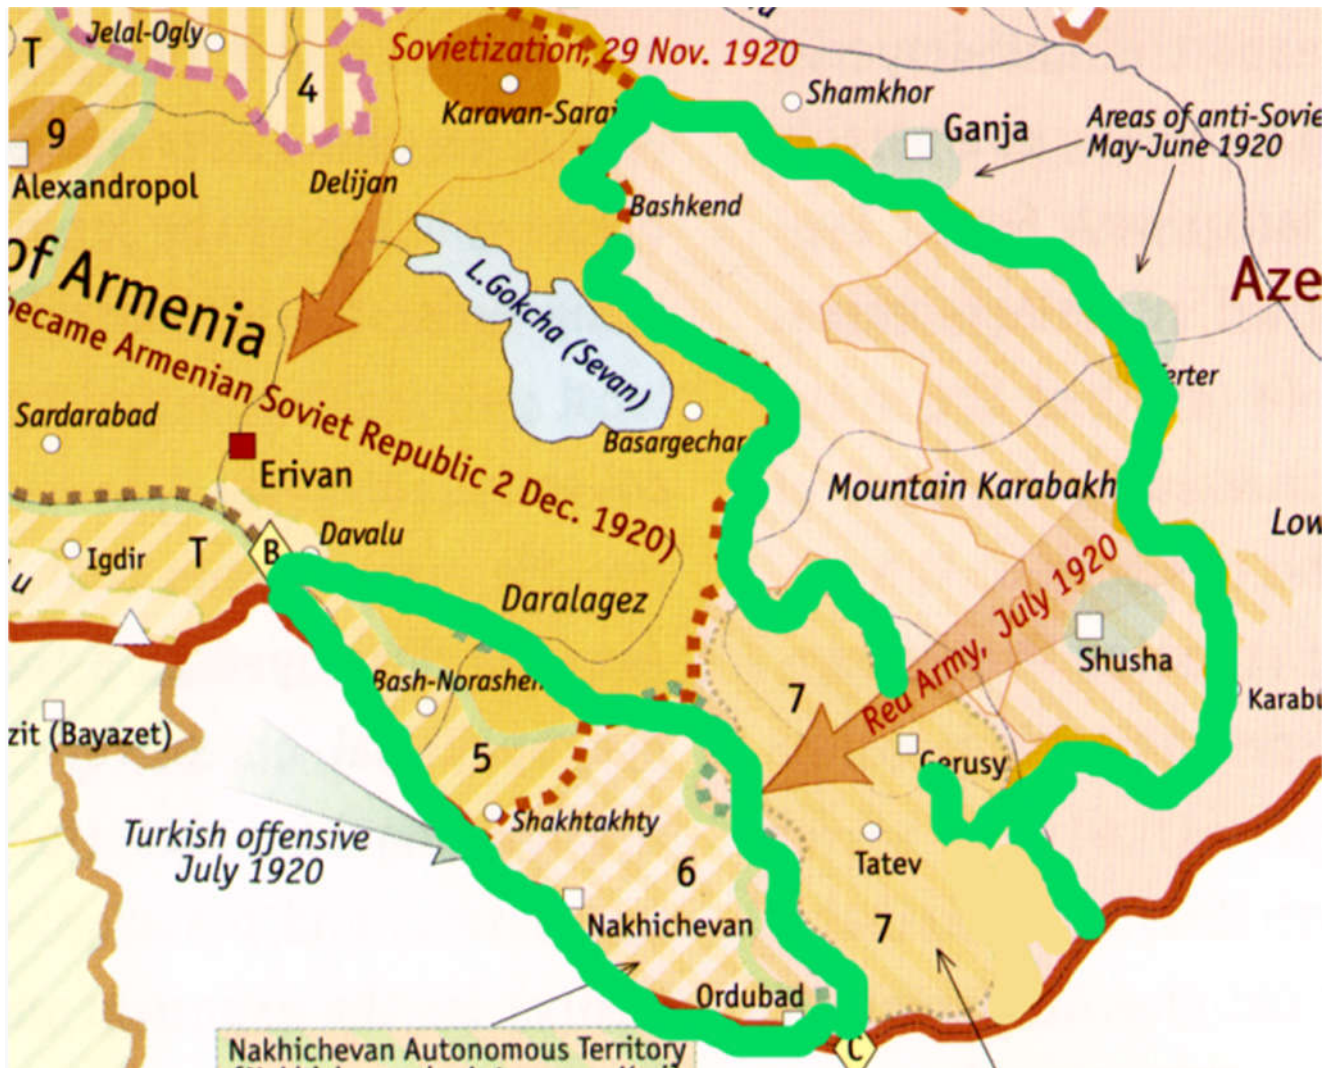 T
Jelal-Ogly
4
Sovietization, 29 Nov. 1920
Karavan-Sarai
Shamkhor
Ganja
Areas of anti-Sovie
May-June 1920
9
Alexandropol
Delijan
Bashkend
of Armenia
became Armenian Soviet Republic 2 Dec. 1920)
L.Gokcha (Sevan)
Aze
Sardarabad
Erivan
Basargechar
Terter
Mountain Karabakh
Low
Igdir
T
B
Davalu
u
Daralagez
Red Army, July 1920
Shusha
Bash-Norashen
7
Karabu
zit (Bayazet)
5
Gerusy
Shakhtakhty
Turkish offensive
July 1920
6
Tatev
Nakhichevan
7
Ordubad
C
Nakhichevan Autonomous Territory